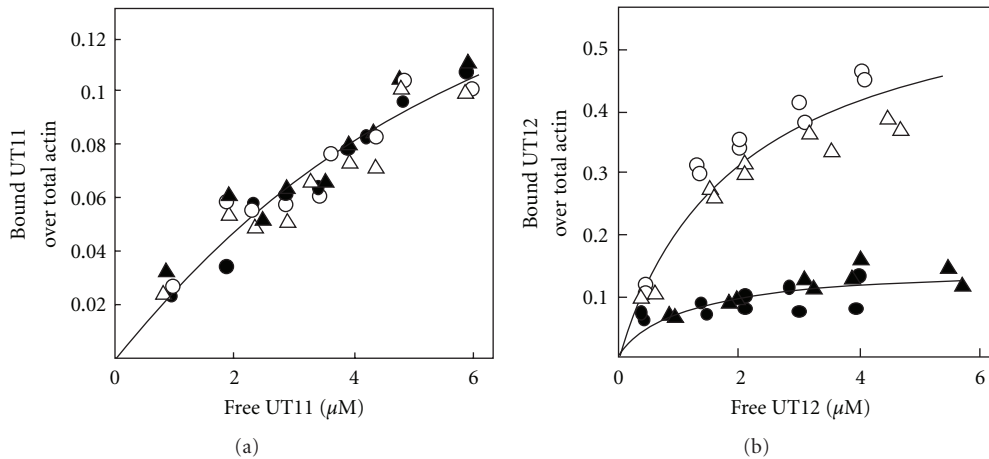 Bound UT11
over total actin
0.12
0.1
0.08
0.06
0.04
0.02
0
2
4
6
Free UT11 (μM)
(a)
Bound UT12
over total actin
0.5
0.4
0.3
0.2
0.1
0
2
4
6
Free UT12 (μM)
(b)